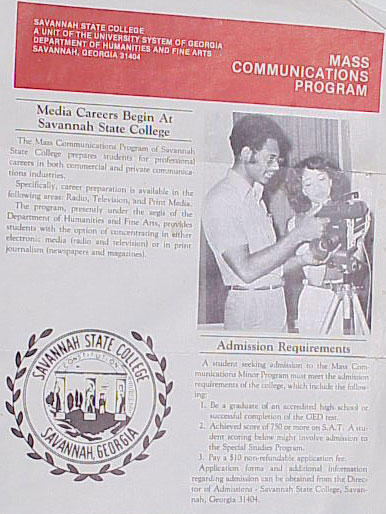 SAVANNAH STATE COLLEGE
A UNIT OF THE UNIVERSITY SYSTEM OF GEORGIA
DEPARTMENT OF HUMANITIES AND FINE ARTS
SAVANNAH, GEORGIA 31404
MASS
COMMUNICATIONS
PROGRAM
Media Careers Begin At
Savannah State College
The Mass Communications Program of Savannah
State College prepares students for professional
careers in both commercial and private communica-
tions industries.
Specifically, career preparation is available in the
following areas: Radio, Television, and Print Media.
The program, presently under the aegis of the
Department of Humanities and Fine Arts, provides
students with the option of concentrating in either
electronic media (radio and television) or in print
journalism (newspapers and magazines).
SAVANNAH STATE COLLEGE
SAVANNAH, GEORGIA
Admission Requirements
A student seeking admission to the Mass Com-
munications Minor Program must meet the admission
requirements of the college, which include the follow-
ing:
1. Be a graduate of an accredited high school or
successful completion of the GED test.
2. Achieved score of 750 or more on S.A.T. A stu-
dent scoring below might involve admission to
the Special Studies Program.
3. Pay a $10 non-refundable application fee.
Application forms and additional information
regarding admission can be obtained from the Direc-
tor of Admissions - Savannah State College, Savan-
nah, Georgia 31404.